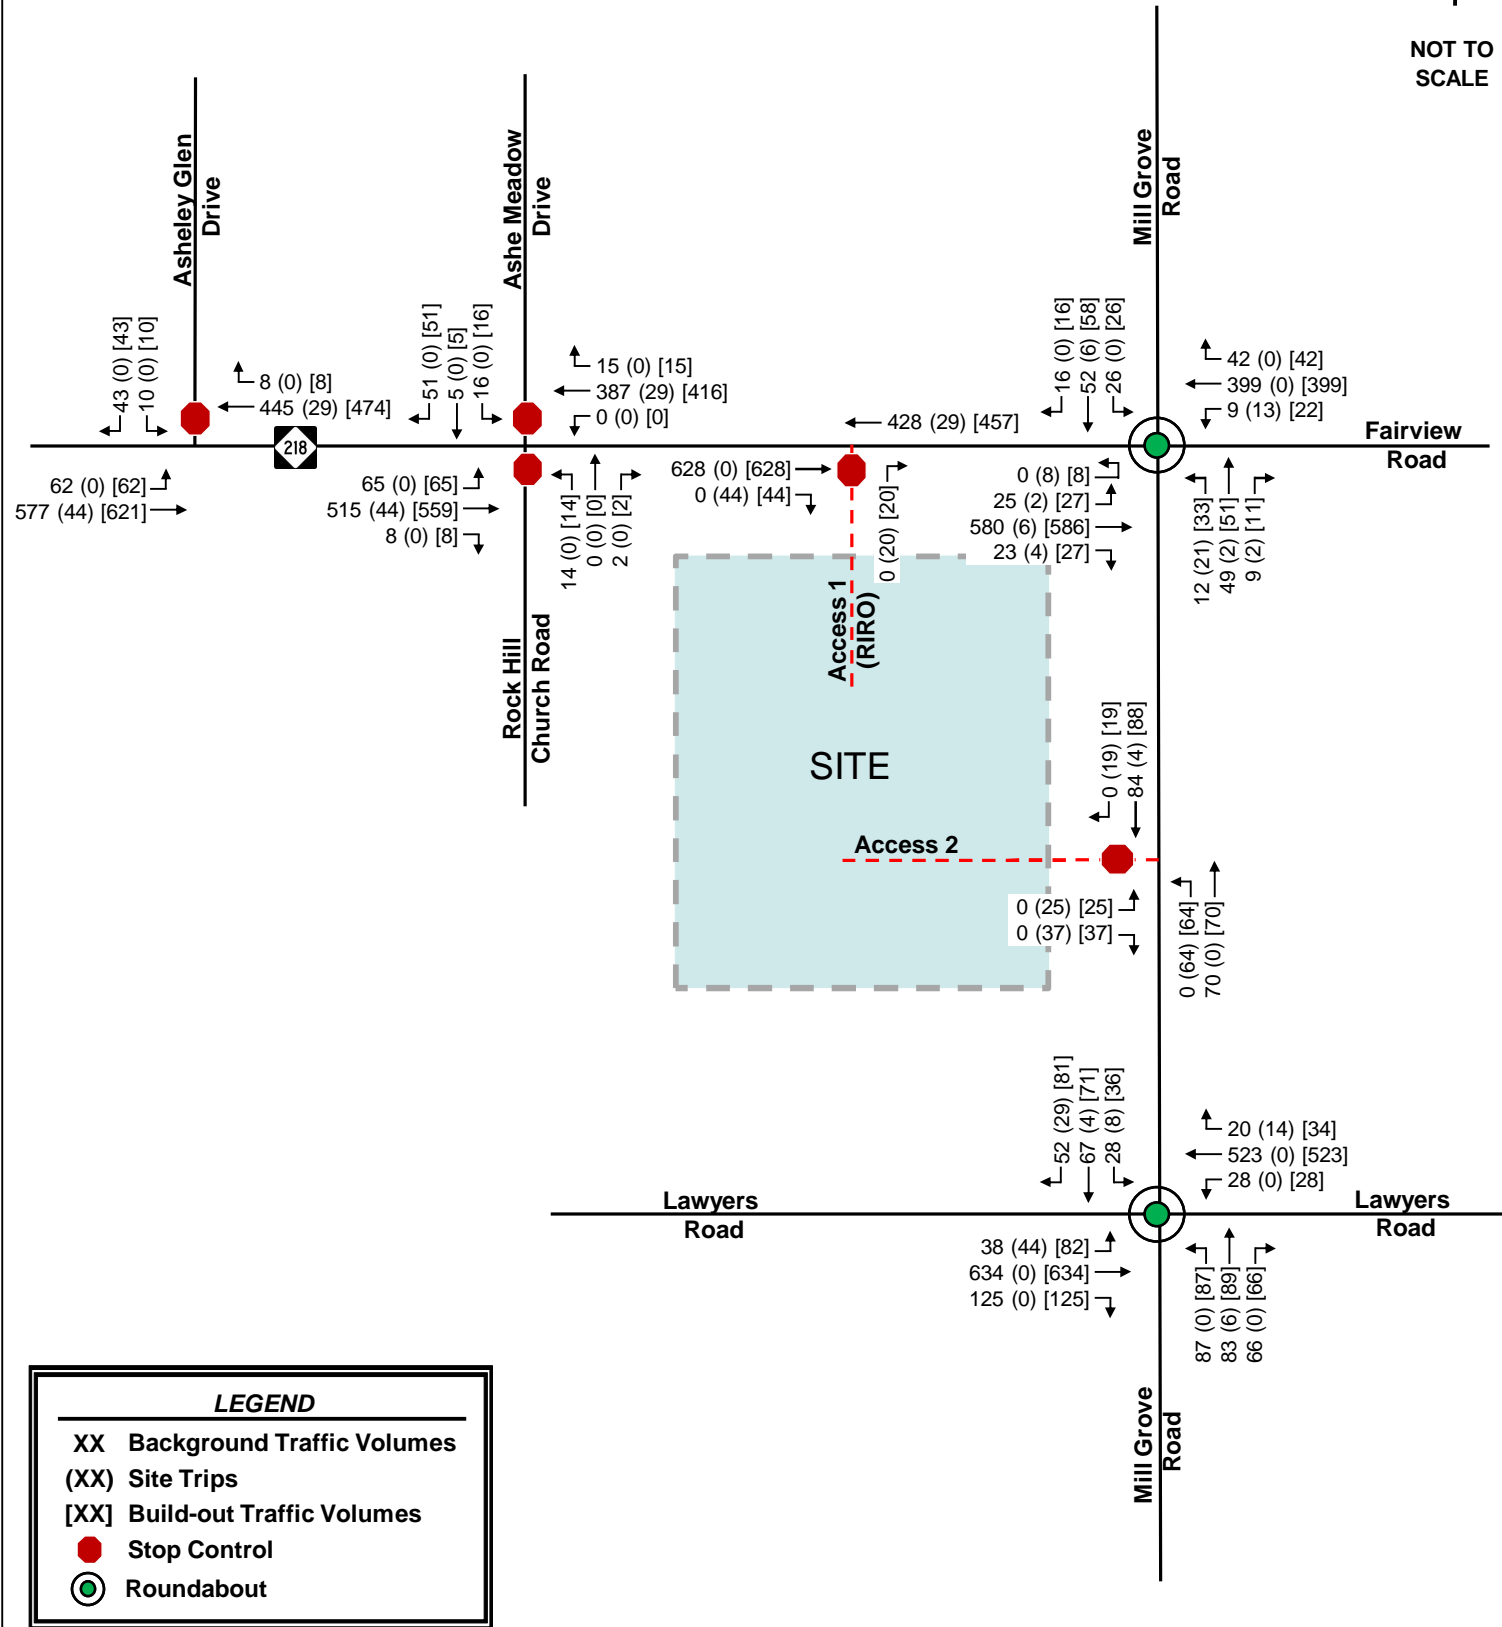 NOT TO
SCALE
Asheley Glen
Drive
Ashe Meadow
Drive
Mill Grove
Road
43 (0) [43]
10 (0) [10]
8 (0) [8]
445 (29) [474]
51 (0) [51]
5 (0) [5]
16 (0) [16]
15 (0) [15]
387 (29) [416]
0 (0) [0]
428 (29) [457]
16 (0) [16]
52 (6) [58]
26 (0) [26]
42 (0) [42]
399 (0) [399]
9 (13) [22]
Fairview
Road
218
62 (0) [62]
577 (44) [621]
65 (0) [65]
515 (44) [559]
8 (0) [8]
14 (0) [14]
0 (0) [0]
2 (0) [2]
628 (0) [628]
0 (44) [44]
0 (20) [20]
0 (8) [8]
25 (2) [27]
580 (6) [586]
23 (4) [27]
12 (21) [33]
49 (2) [51]
9 (2) [11]
Rock Hill
Church Road
Access 1
(RIRO)
SITE
0 (19) [19]
84 (4) [88]
Access 2
0 (25) [25]
0 (37) [37]
0 (64) [64]
70 (0) [70]
52 (29) [81]
67 (4) [71]
28 (8) [36]
20 (14) [34]
523 (0) [523]
28 (0) [28]
Lawyers
Road
Lawyers
Road
38 (44) [82]
634 (0) [634]
125 (0) [125]
87 (0) [87]
83 (6) [89]
66 (0) [66]
Mill Grove
Road
LEGEND
XX Background Traffic Volumes
(XX) Site Trips
[XX] Build-out Traffic Volumes
Stop Control
Roundabout